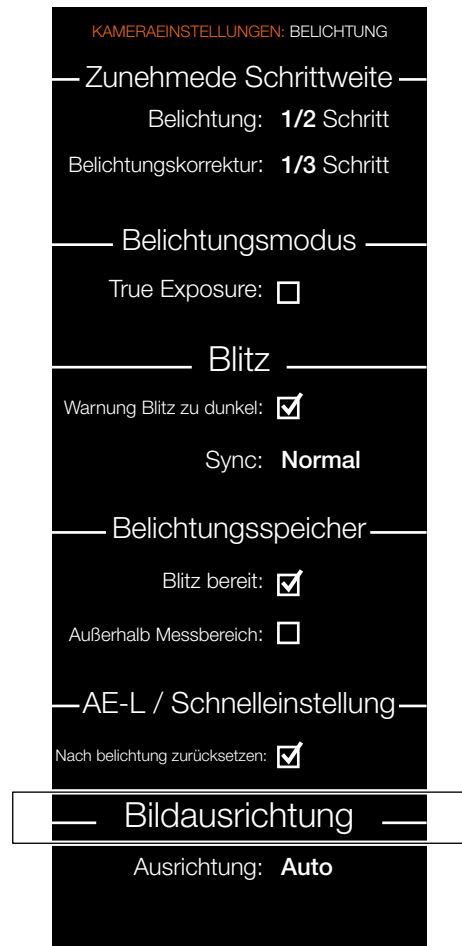 KAMERAEINSTELLUNGEN: BELICHTUNG
Zunehmede Schrittweite
Belichtung: 1/2 Schritt
Belichtungskorrektur: 1/3 Schritt
Belichtungsmodus
True Exposure:
Blitz
Warnung Blitz zu dunkel:
Sync: Normal
Belichtungsspeicher
Blitz bereit:
Außerhalb Messbereich:
AE-L / Schnelleinstellung
Nach belichtung zurücksetzen:
Bildausrichtung
Ausrichtung: Auto